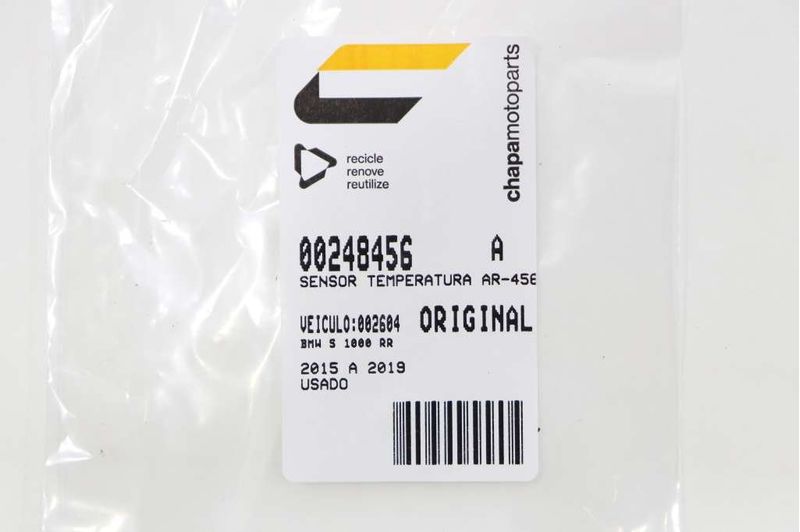 chapamotoparts
recicle
renove
reutilize
00248456 A
SENSOR TEMPERATURA AR-456
VEICULO:002604 ORIGINAL
BMW S 1000 RR
2015 A 2019
USADO